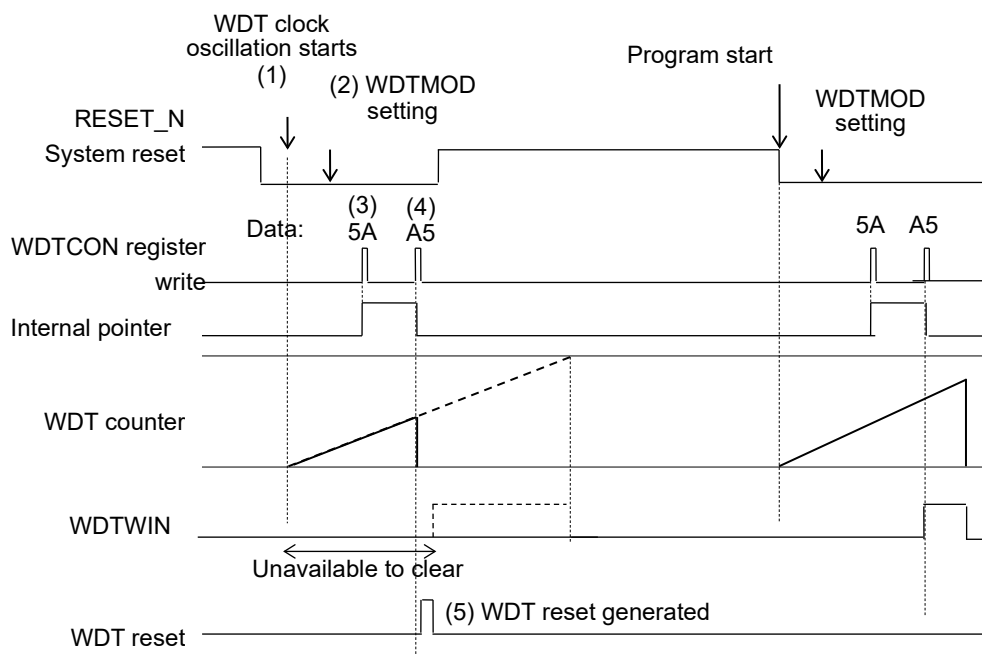 WDT clock
oscillation starts
(1)
(2) WDTMOD
setting
Program start
WDTMOD
setting
RESET_N
System reset
Data:
(3)
5A
(4)
A5
5A
A5
WDTCON register
write
Internal pointer
WDT counter
WDTWIN
Unavailable to clear
(5) WDT reset generated
WDT reset